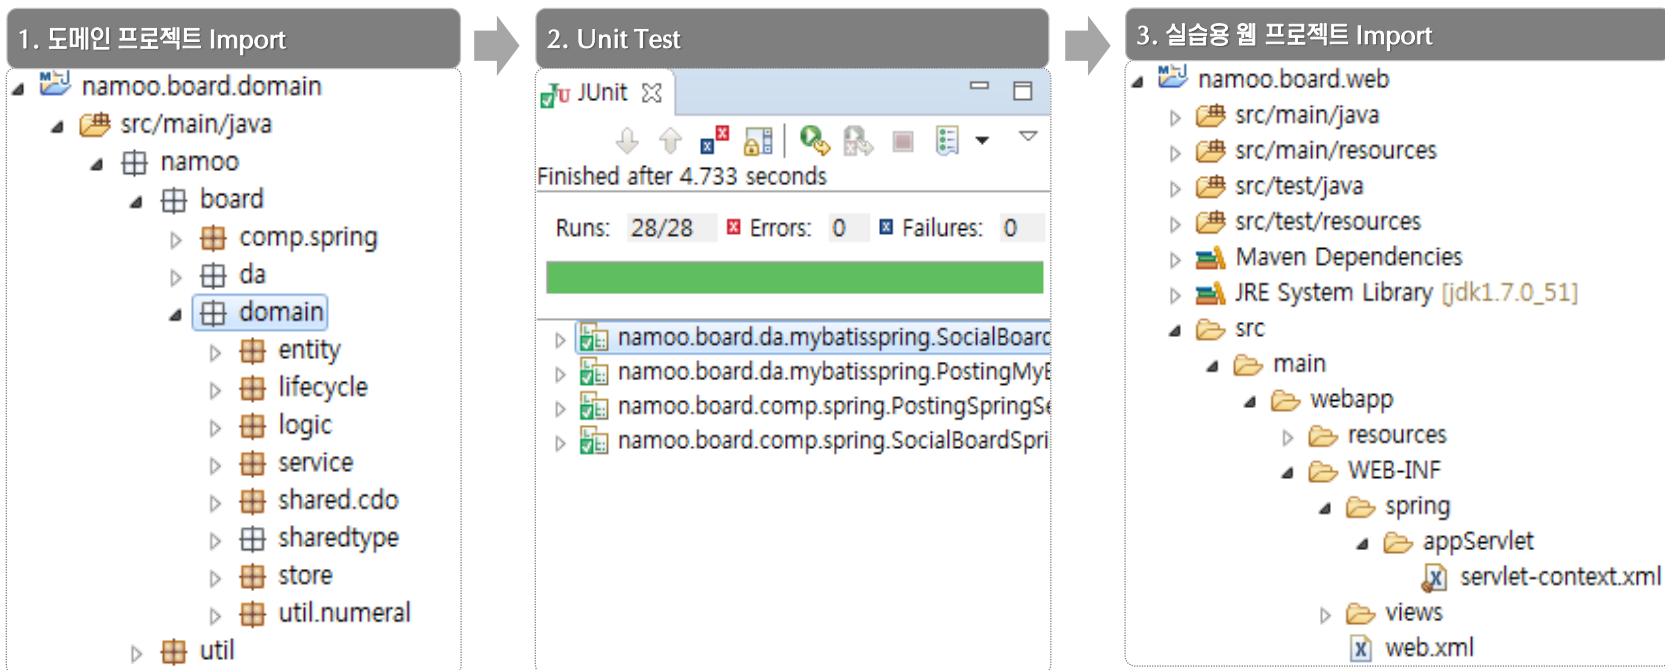 1. 도메인 프로젝트 Import
namoo.board.domain
src/main/java
namoo
board
comp.spring
da
domain
entity
lifecycle
logic
service
shared.cdo
sharedtype
store
util.numeral
util
2. Unit Test
JUnit
Finished after 4.733 seconds
Runs: 28/28 Errors: 0 Failures: 0
namoo.board.da.mybatisspring.SocialBoard
namoo.board.da.mybatisspring.PostingMyB
namoo.board.comp.spring.PostingSpringSe
namoo.board.comp.spring.SocialBoardSpri
3. 실습용 웹 프로젝트 Import
namoo.board.web
src/main/java
src/main/resources
src/test/java
src/test/resources
Maven Dependencies
JRE System Library [jdk1.7.0_51]
src
main
webapp
resources
WEB-INF
spring
appServlet
servlet-context.xml
views
web.xml